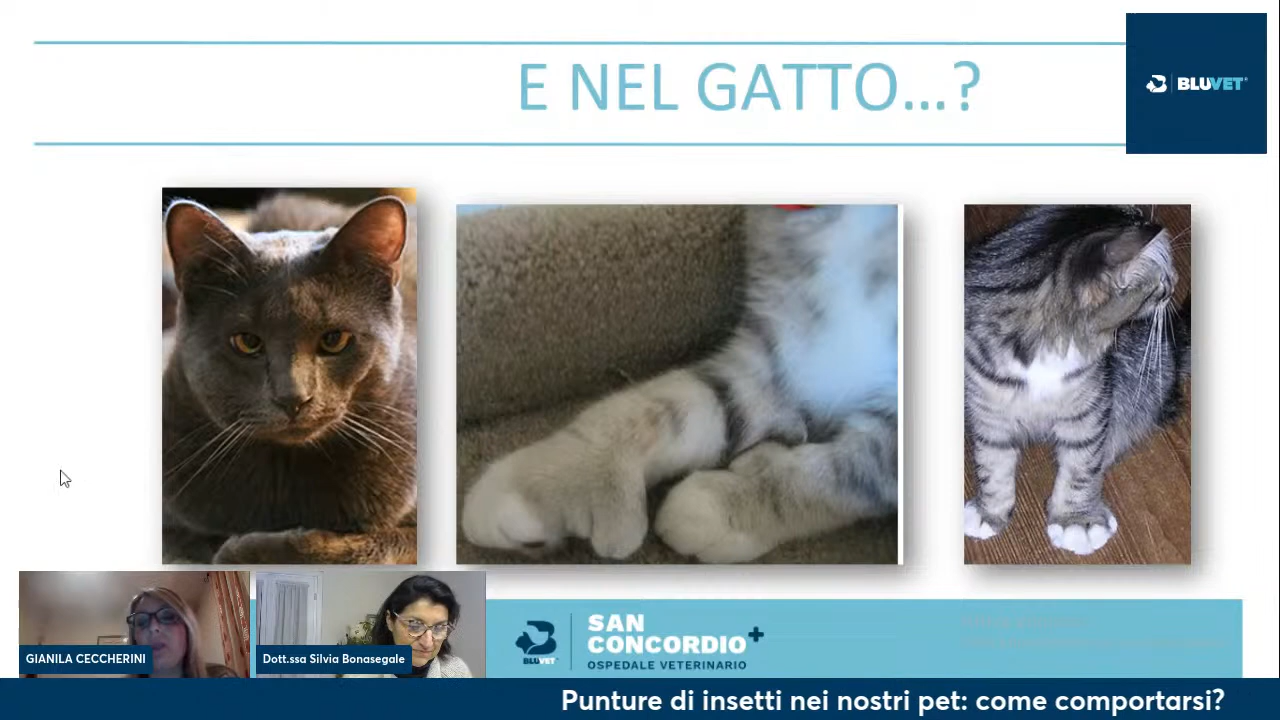 E NEL GATTO...?
BLUVET
GIANILA CECCHERINI
Dott.ssa Silvia Bonasegale
BLUVET
SAN
CONCORDIO+
OSPEDALE VETERINARIO
Punture di insetti nei nostri pet: come comportarsi?